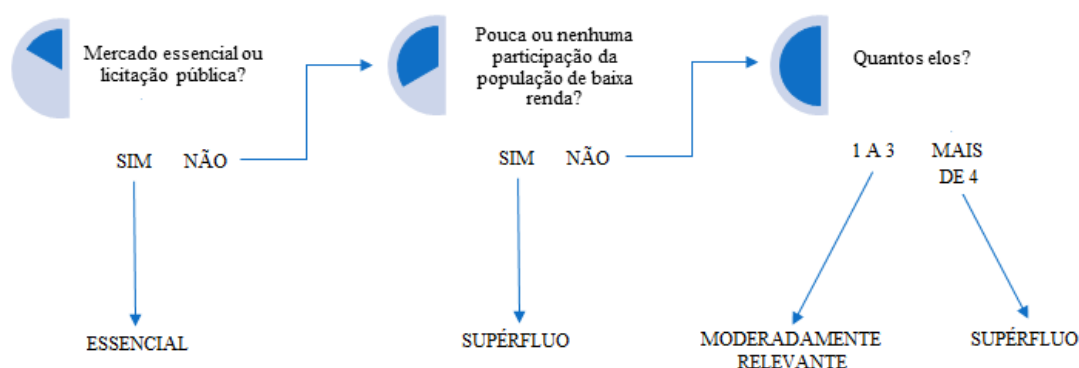 Mercado essencial ou
licitação pública?
SIM NÃO
ESSENCIAL
Pouca ou nenhuma
participação da
população de baixa
renda?
SIM NÃO
SUPÉRFLUO
Quantos elos?
1 A 3 MAIS
DE 4
MODERADAMENTE
RELEVANTE
SUPÉRFLUO